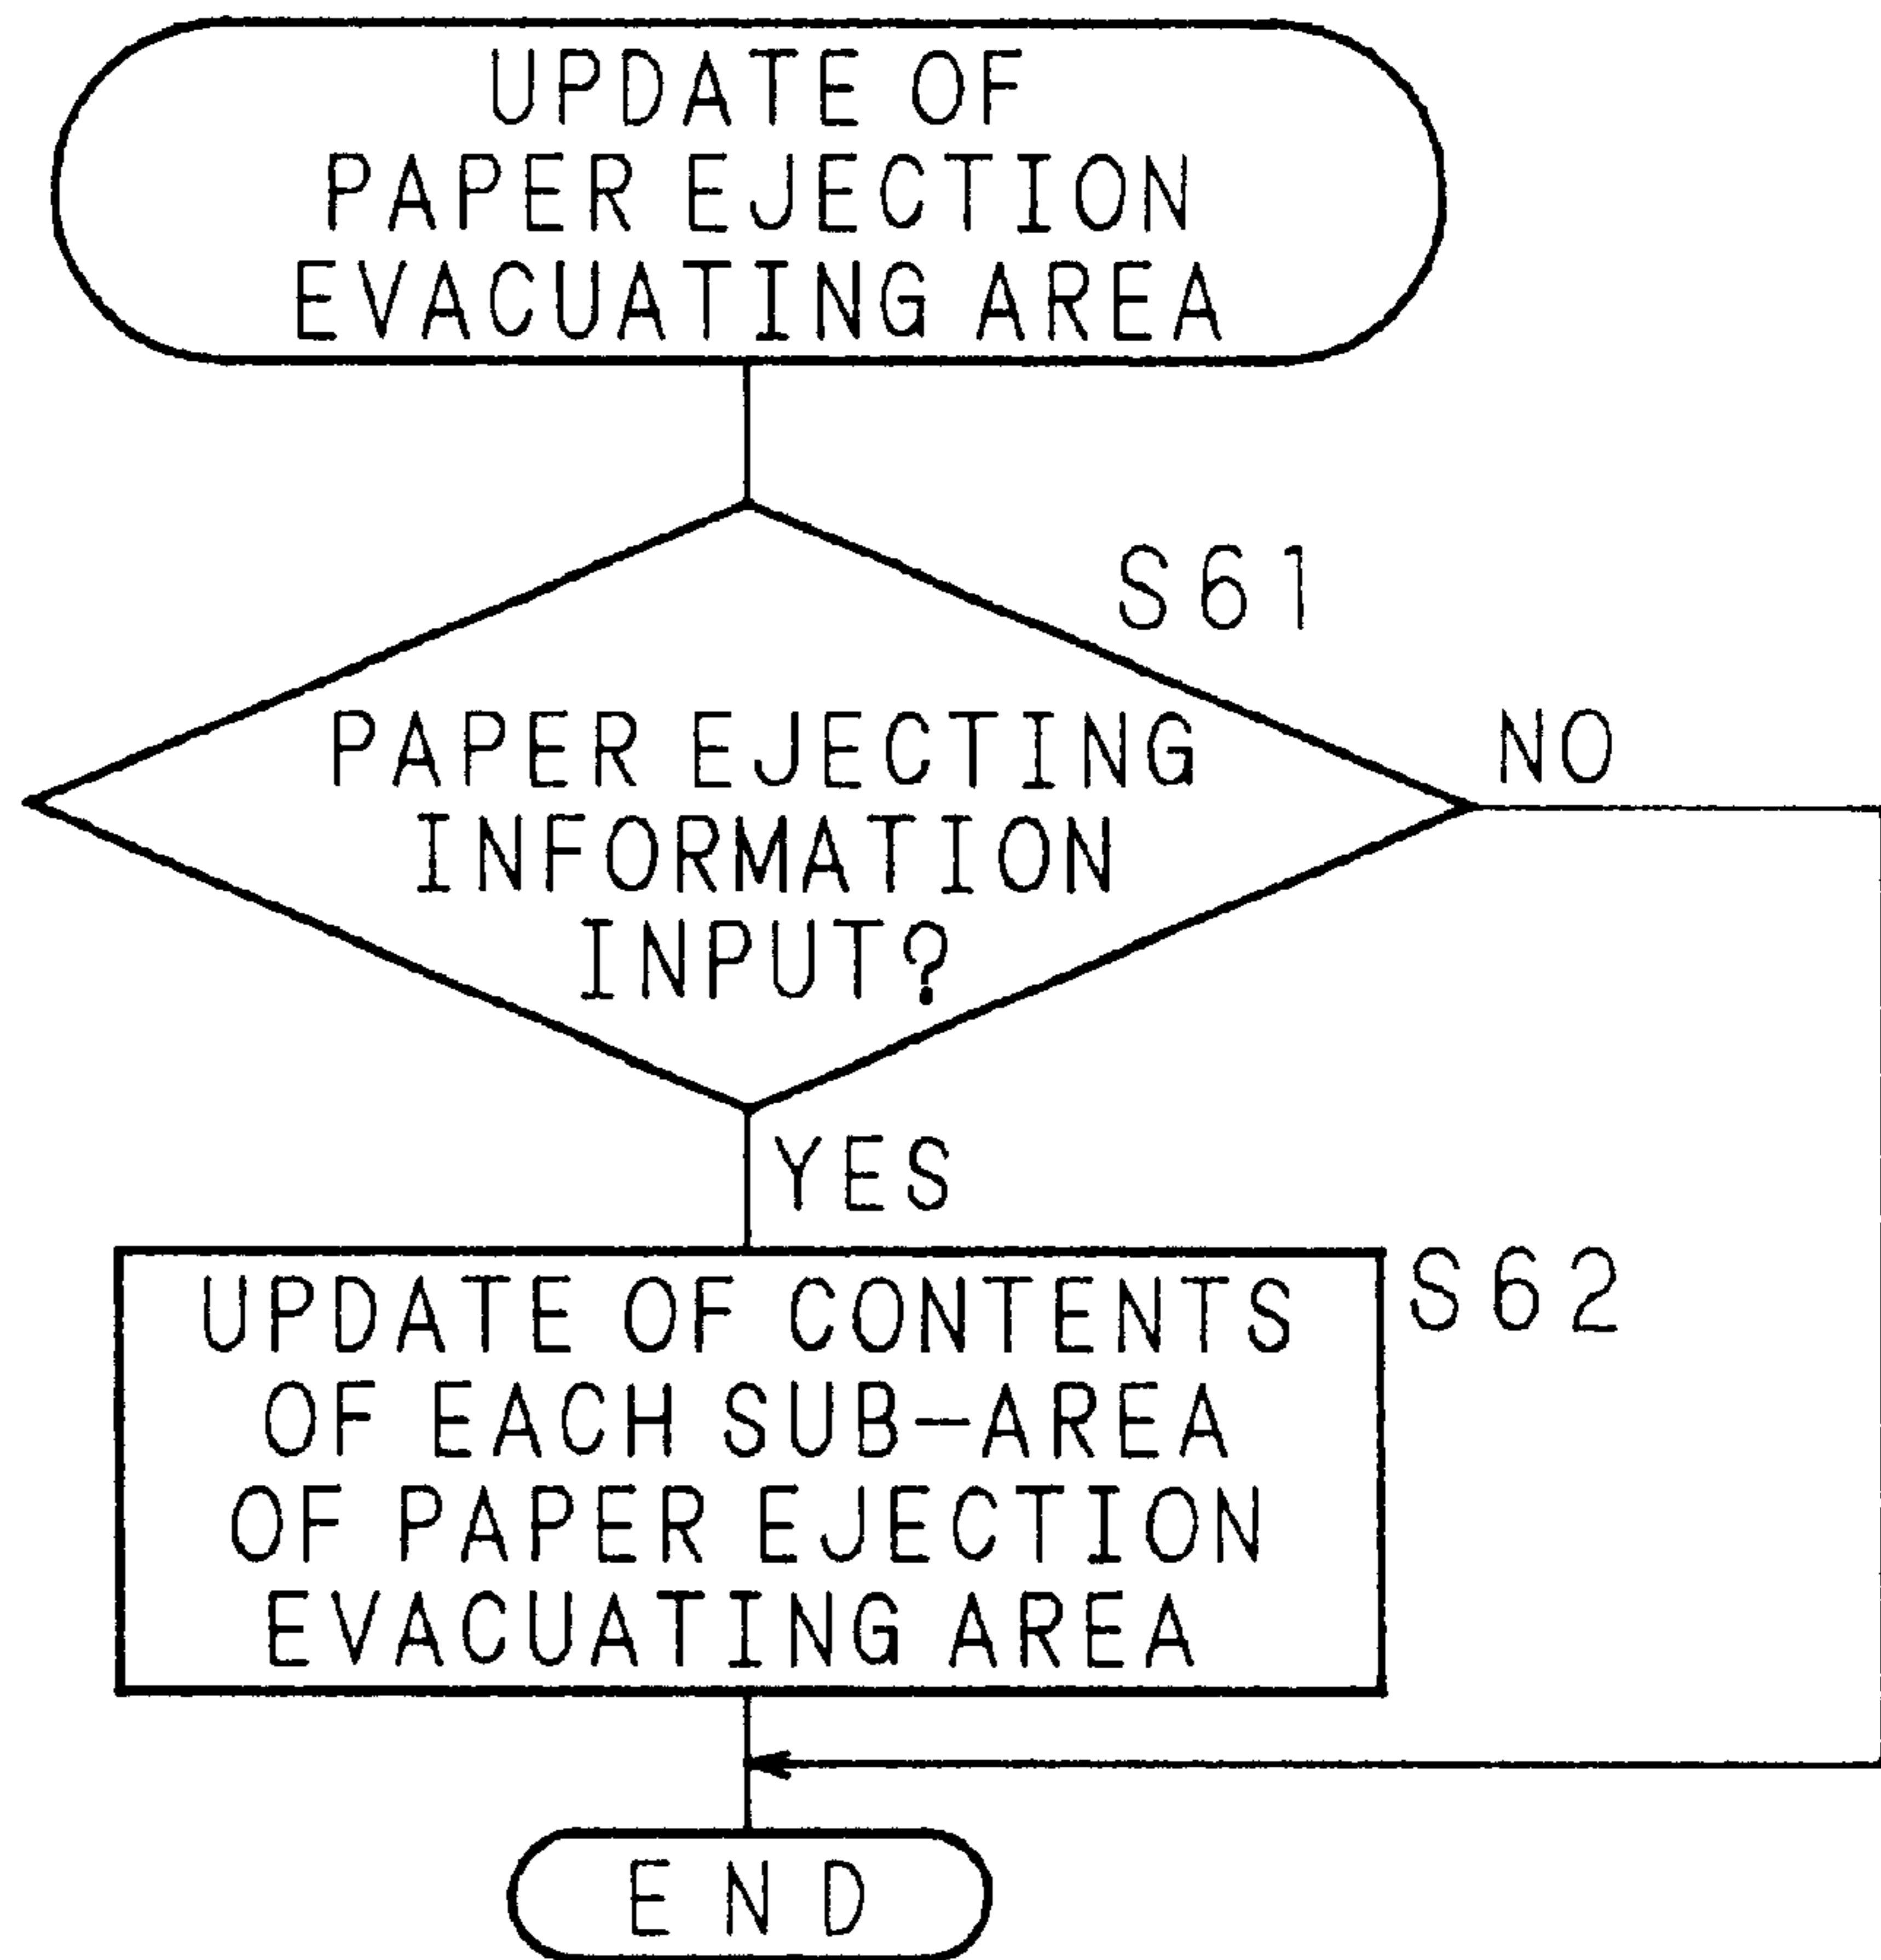 UPDATE OF
PAPER EJECTION
EVACUATING AREA
S61
PAPER EJECTING
INFORMATION
INPUT?
NO
YES
UPDATE OF CONTENTS
OF EACH SUB-AREA
OF PAPER EJECTION
EVACUATING AREA
S62
END